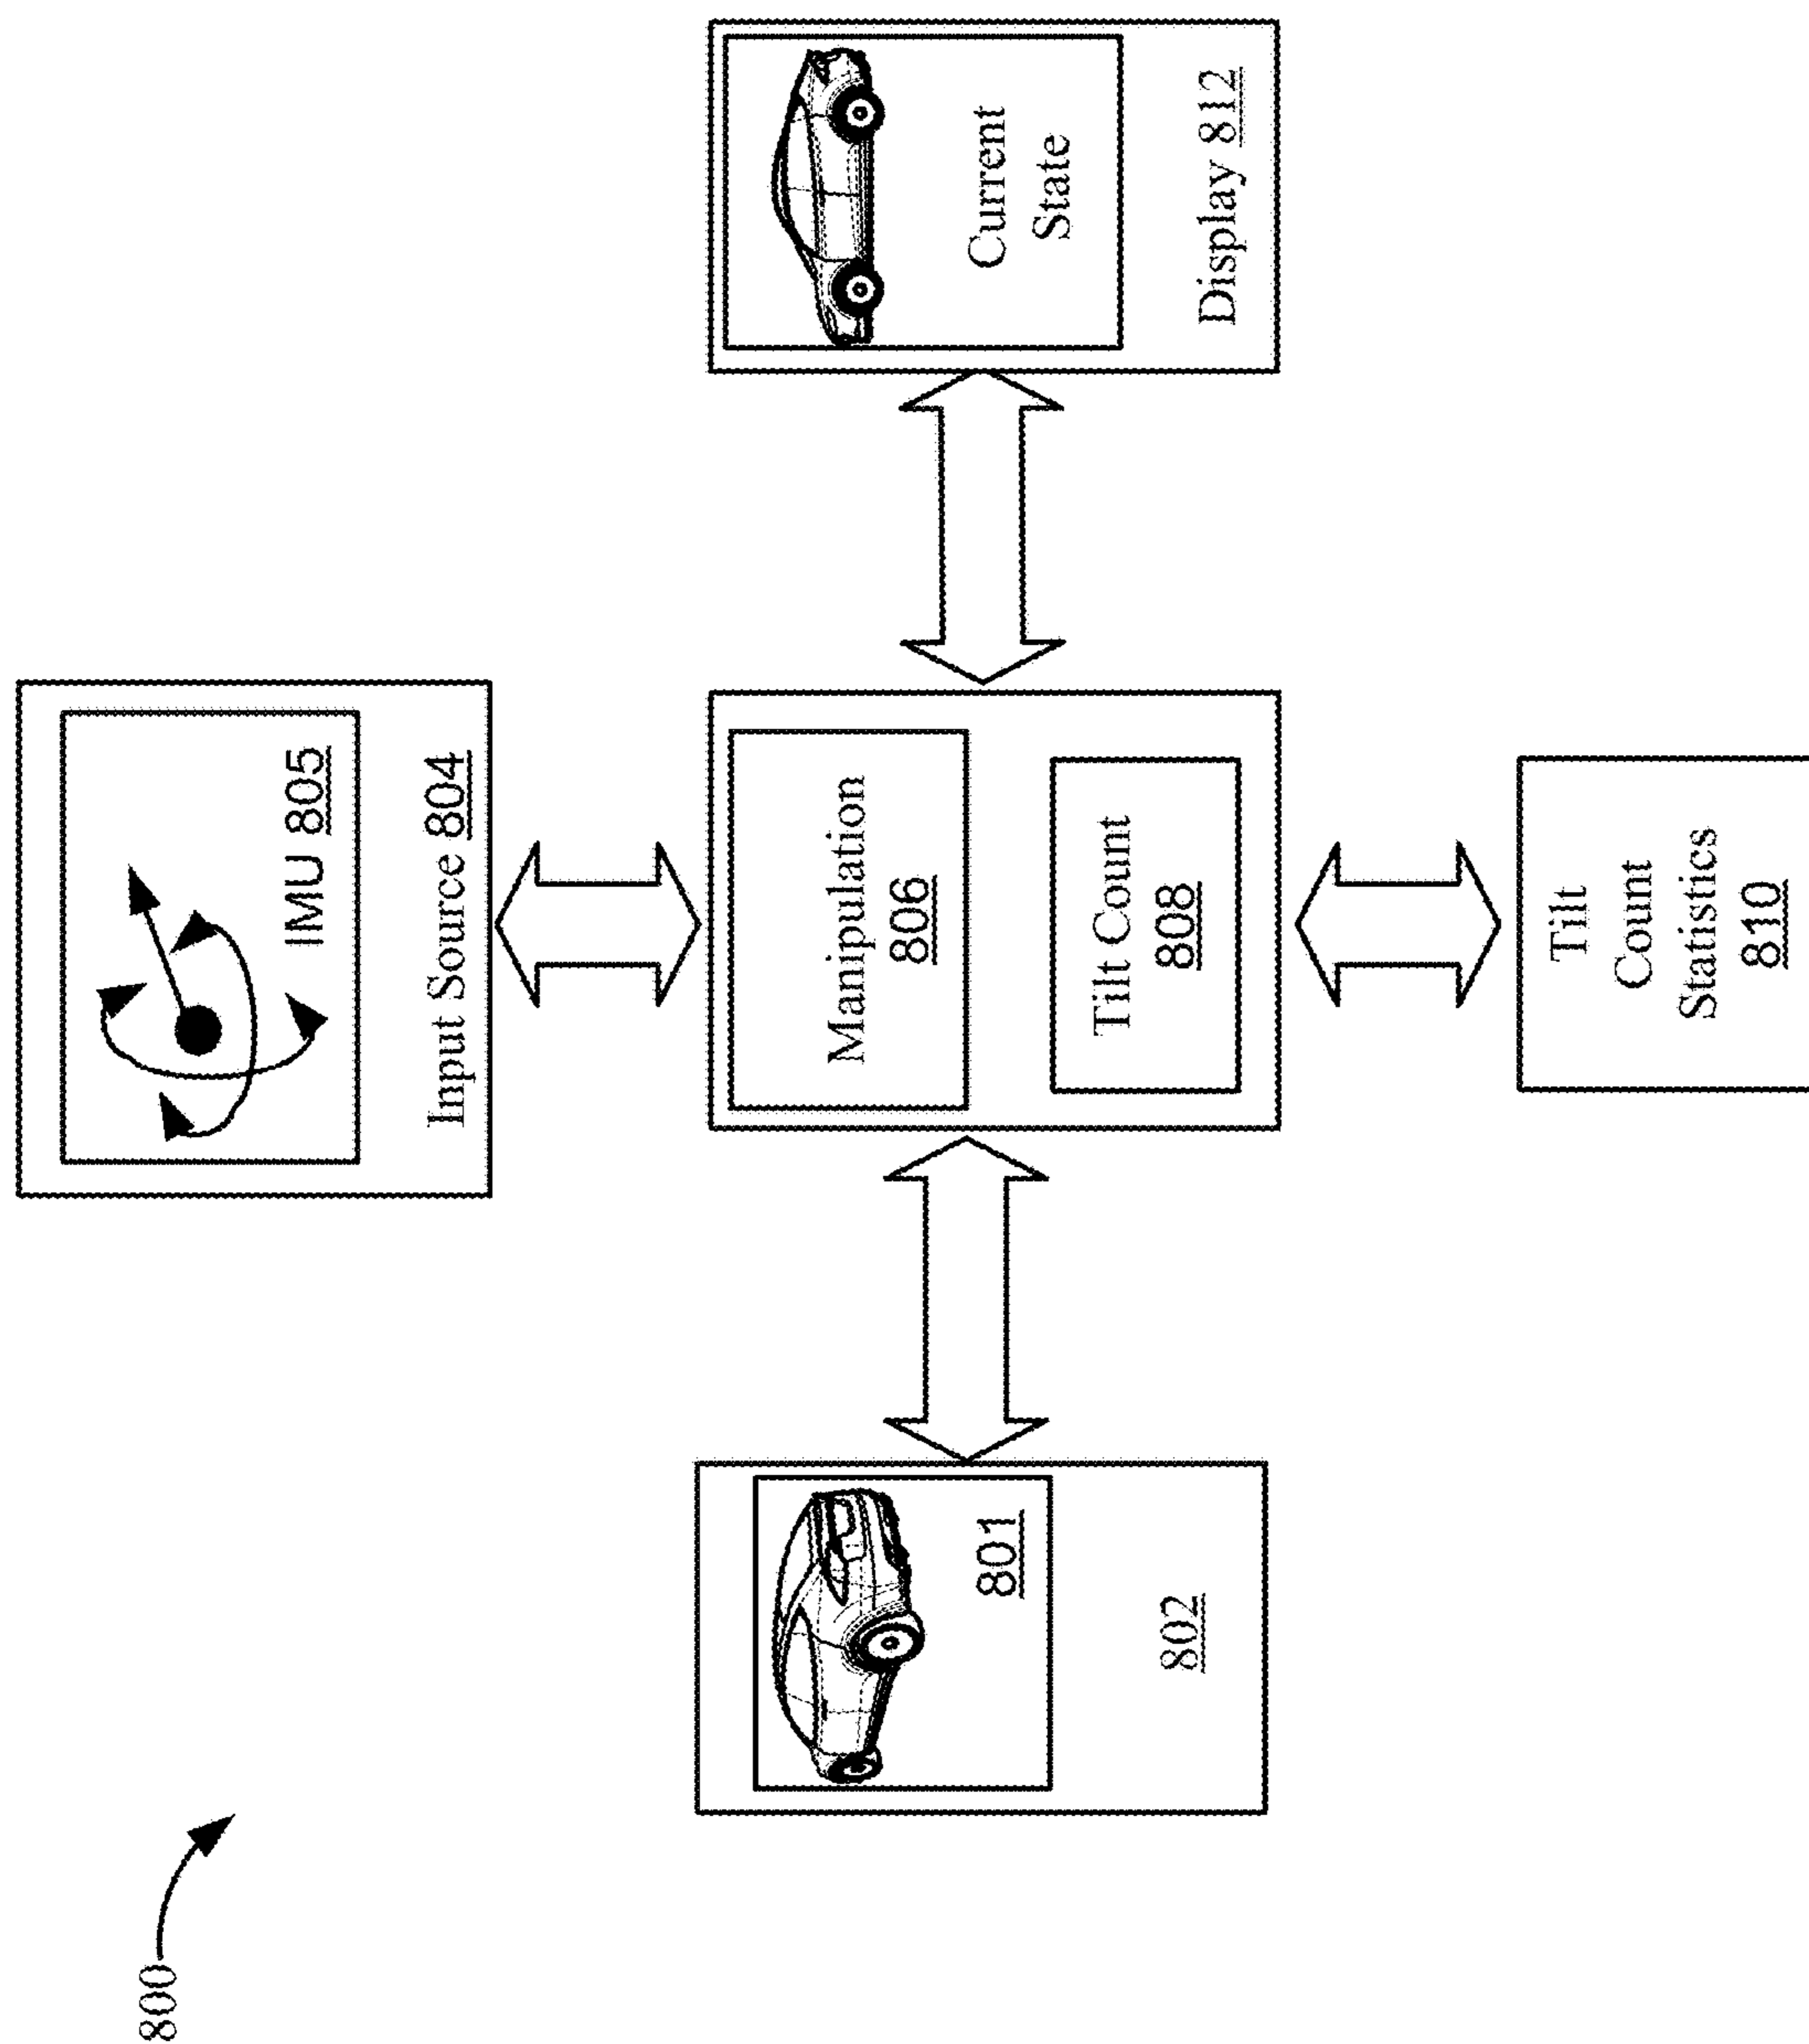 800
IMU 805
Input Source 804
801
802
Manipulation
806
Tilt Count
808
Current
State
Display 812
Tilt
Count
Statistics
810